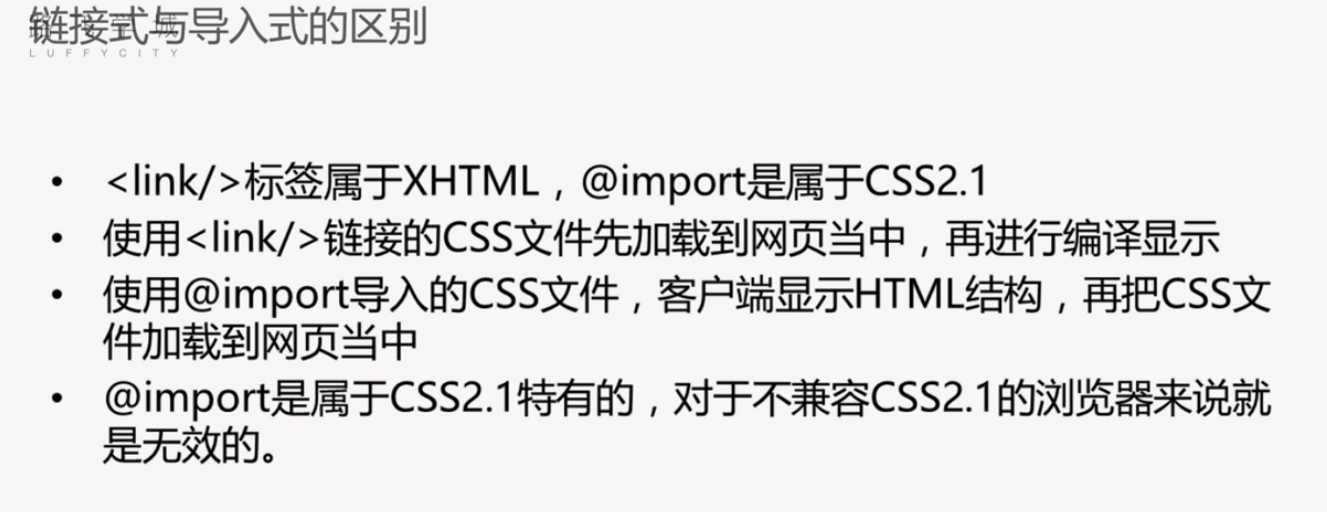 链接式与导入式的区别
LUFFYCITY
• <link/>标签属于XHTML，@import是属于CSS2.1
• 使用<link/>链接的CSS文件先加载到网页当中，再进行编译显示
• 使用@import导入的CSS文件，客户端显示HTML结构，再把CSS文
件加载到网页当中
• @import是属于CSS2.1特有的，对于不兼容CSS2.1的浏览器来说就
是无效的。